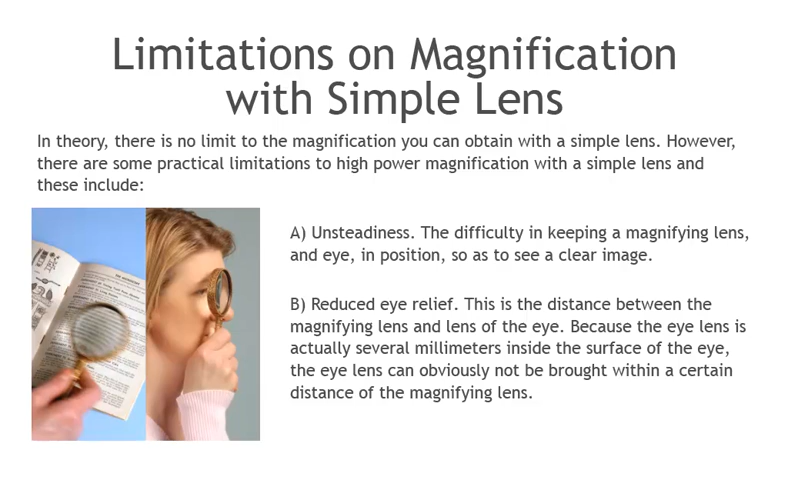 Limitations on Magnification
with Simple Lens
In theory, there is no limit to the magnification you can obtain with a simple lens. However,
there are some practical limitations to high power magnification with a simple lens and
these include:
A) Unsteadiness. The difficulty in keeping a magnifying lens,
and eye, in position, so as to see a clear image.
B) Reduced eye relief. This is the distance between the
magnifying lens and lens of the eye. Because the eye lens is
actually several millimeters inside the surface of the eye,
the eye lens can obviously not be brought within a certain
distance of the magnifying lens.